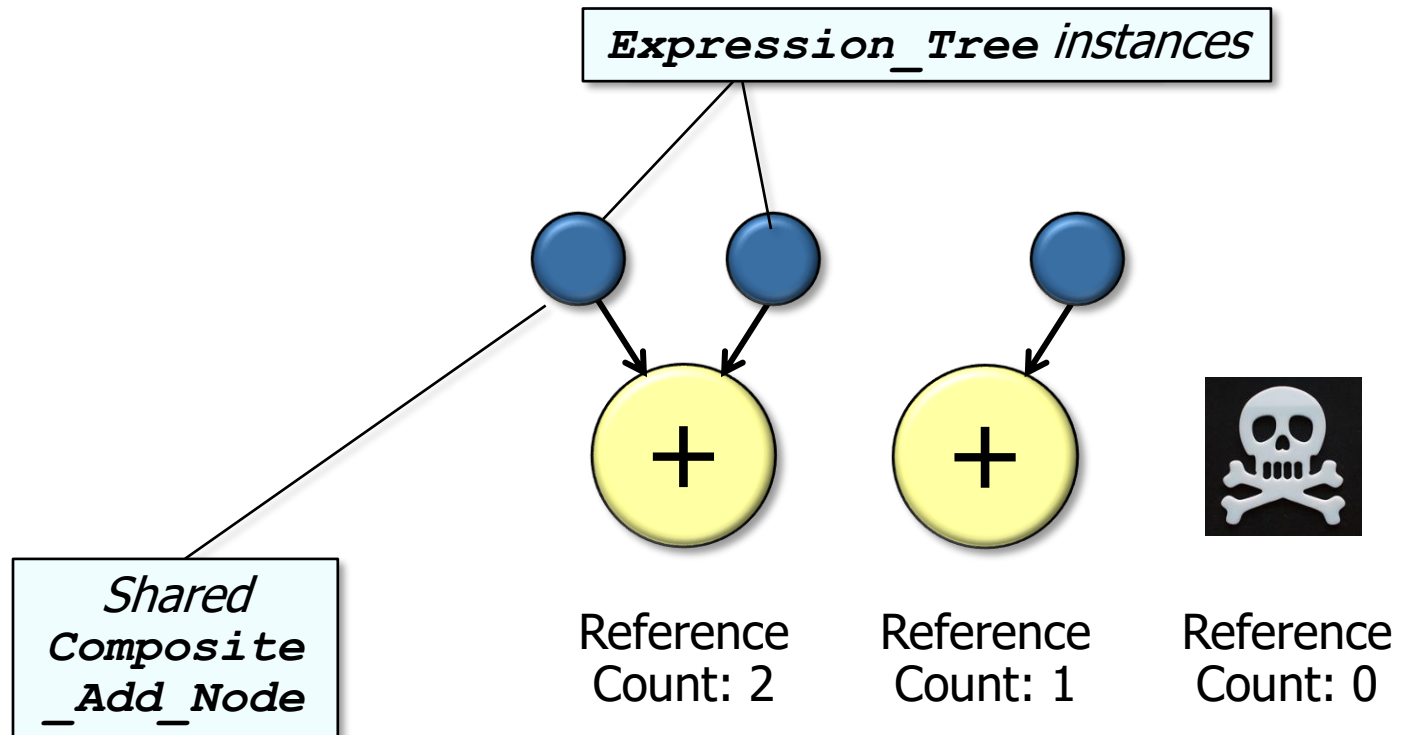 Expression_Tree instances
+
+
Shared
Composite
_Add_Node
Reference
Count: 2
Reference
Count: 1
Reference
Count: 0